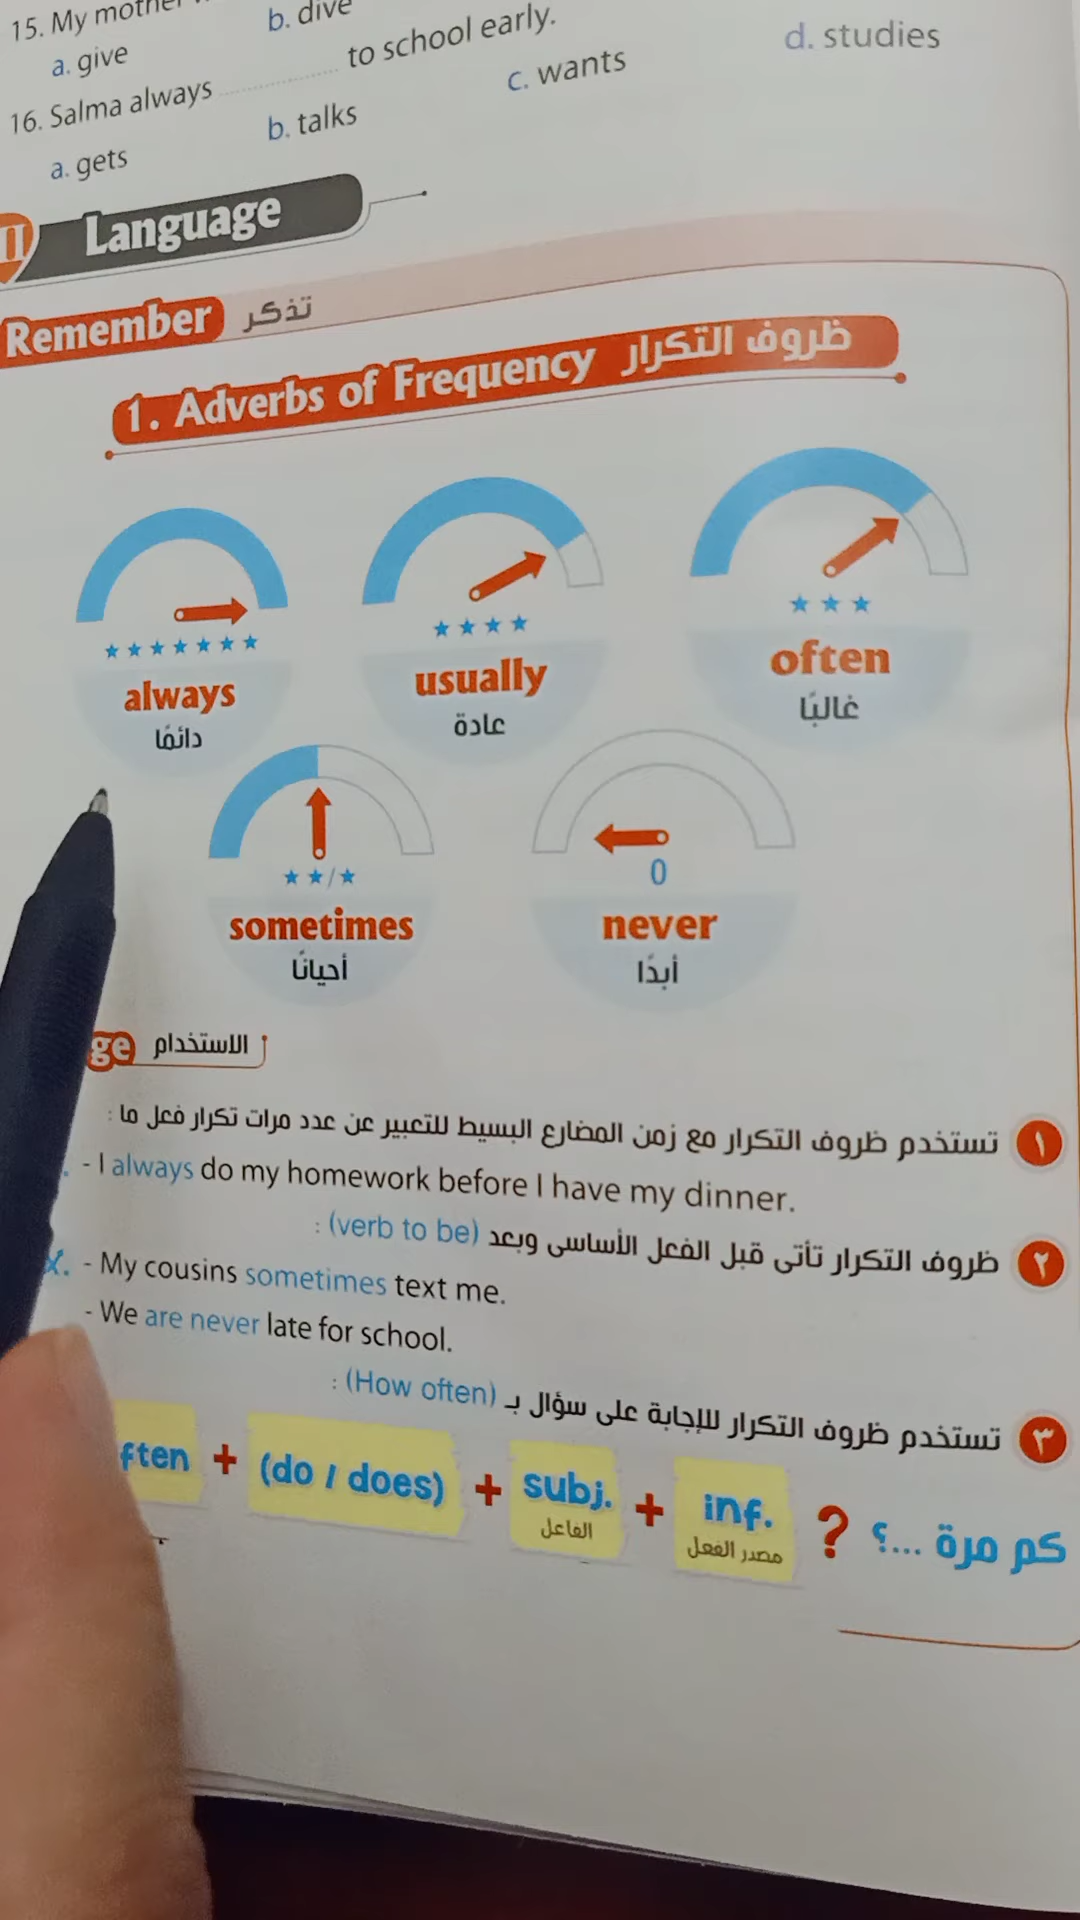 15. My mother
a. give
b. dive
16. Salma always ............ to school early.
a. gets
b. talks
c. wants
d. studies
II Language
Remember تذكر
1. Adverbs of Frequency ظروف التكرار
★★★★★★★
always
دائمًا
★★★★
usually
عادة
★★★
often
غالبًا
★★/★
sometimes
أحيانًا
0
never
أبدًا
الاستخدام
١ تستخدم ظروف التكرار مع زمن المضارع البسيط للتعبير عن عدد مرات تكرار فعل ما :
- I always do my homework before I have my dinner.
٢ ظروف التكرار تأتى قبل الفعل الأساسى وبعد (verb to be) :
- My cousins sometimes text me.
- We are never late for school.
٣ تستخدم ظروف التكرار للإجابة على سؤال بـ (How often) :
ften + (do / does) + subj. + inf. ? كم مرة ...؟
الفاعل
مصدر الفعل